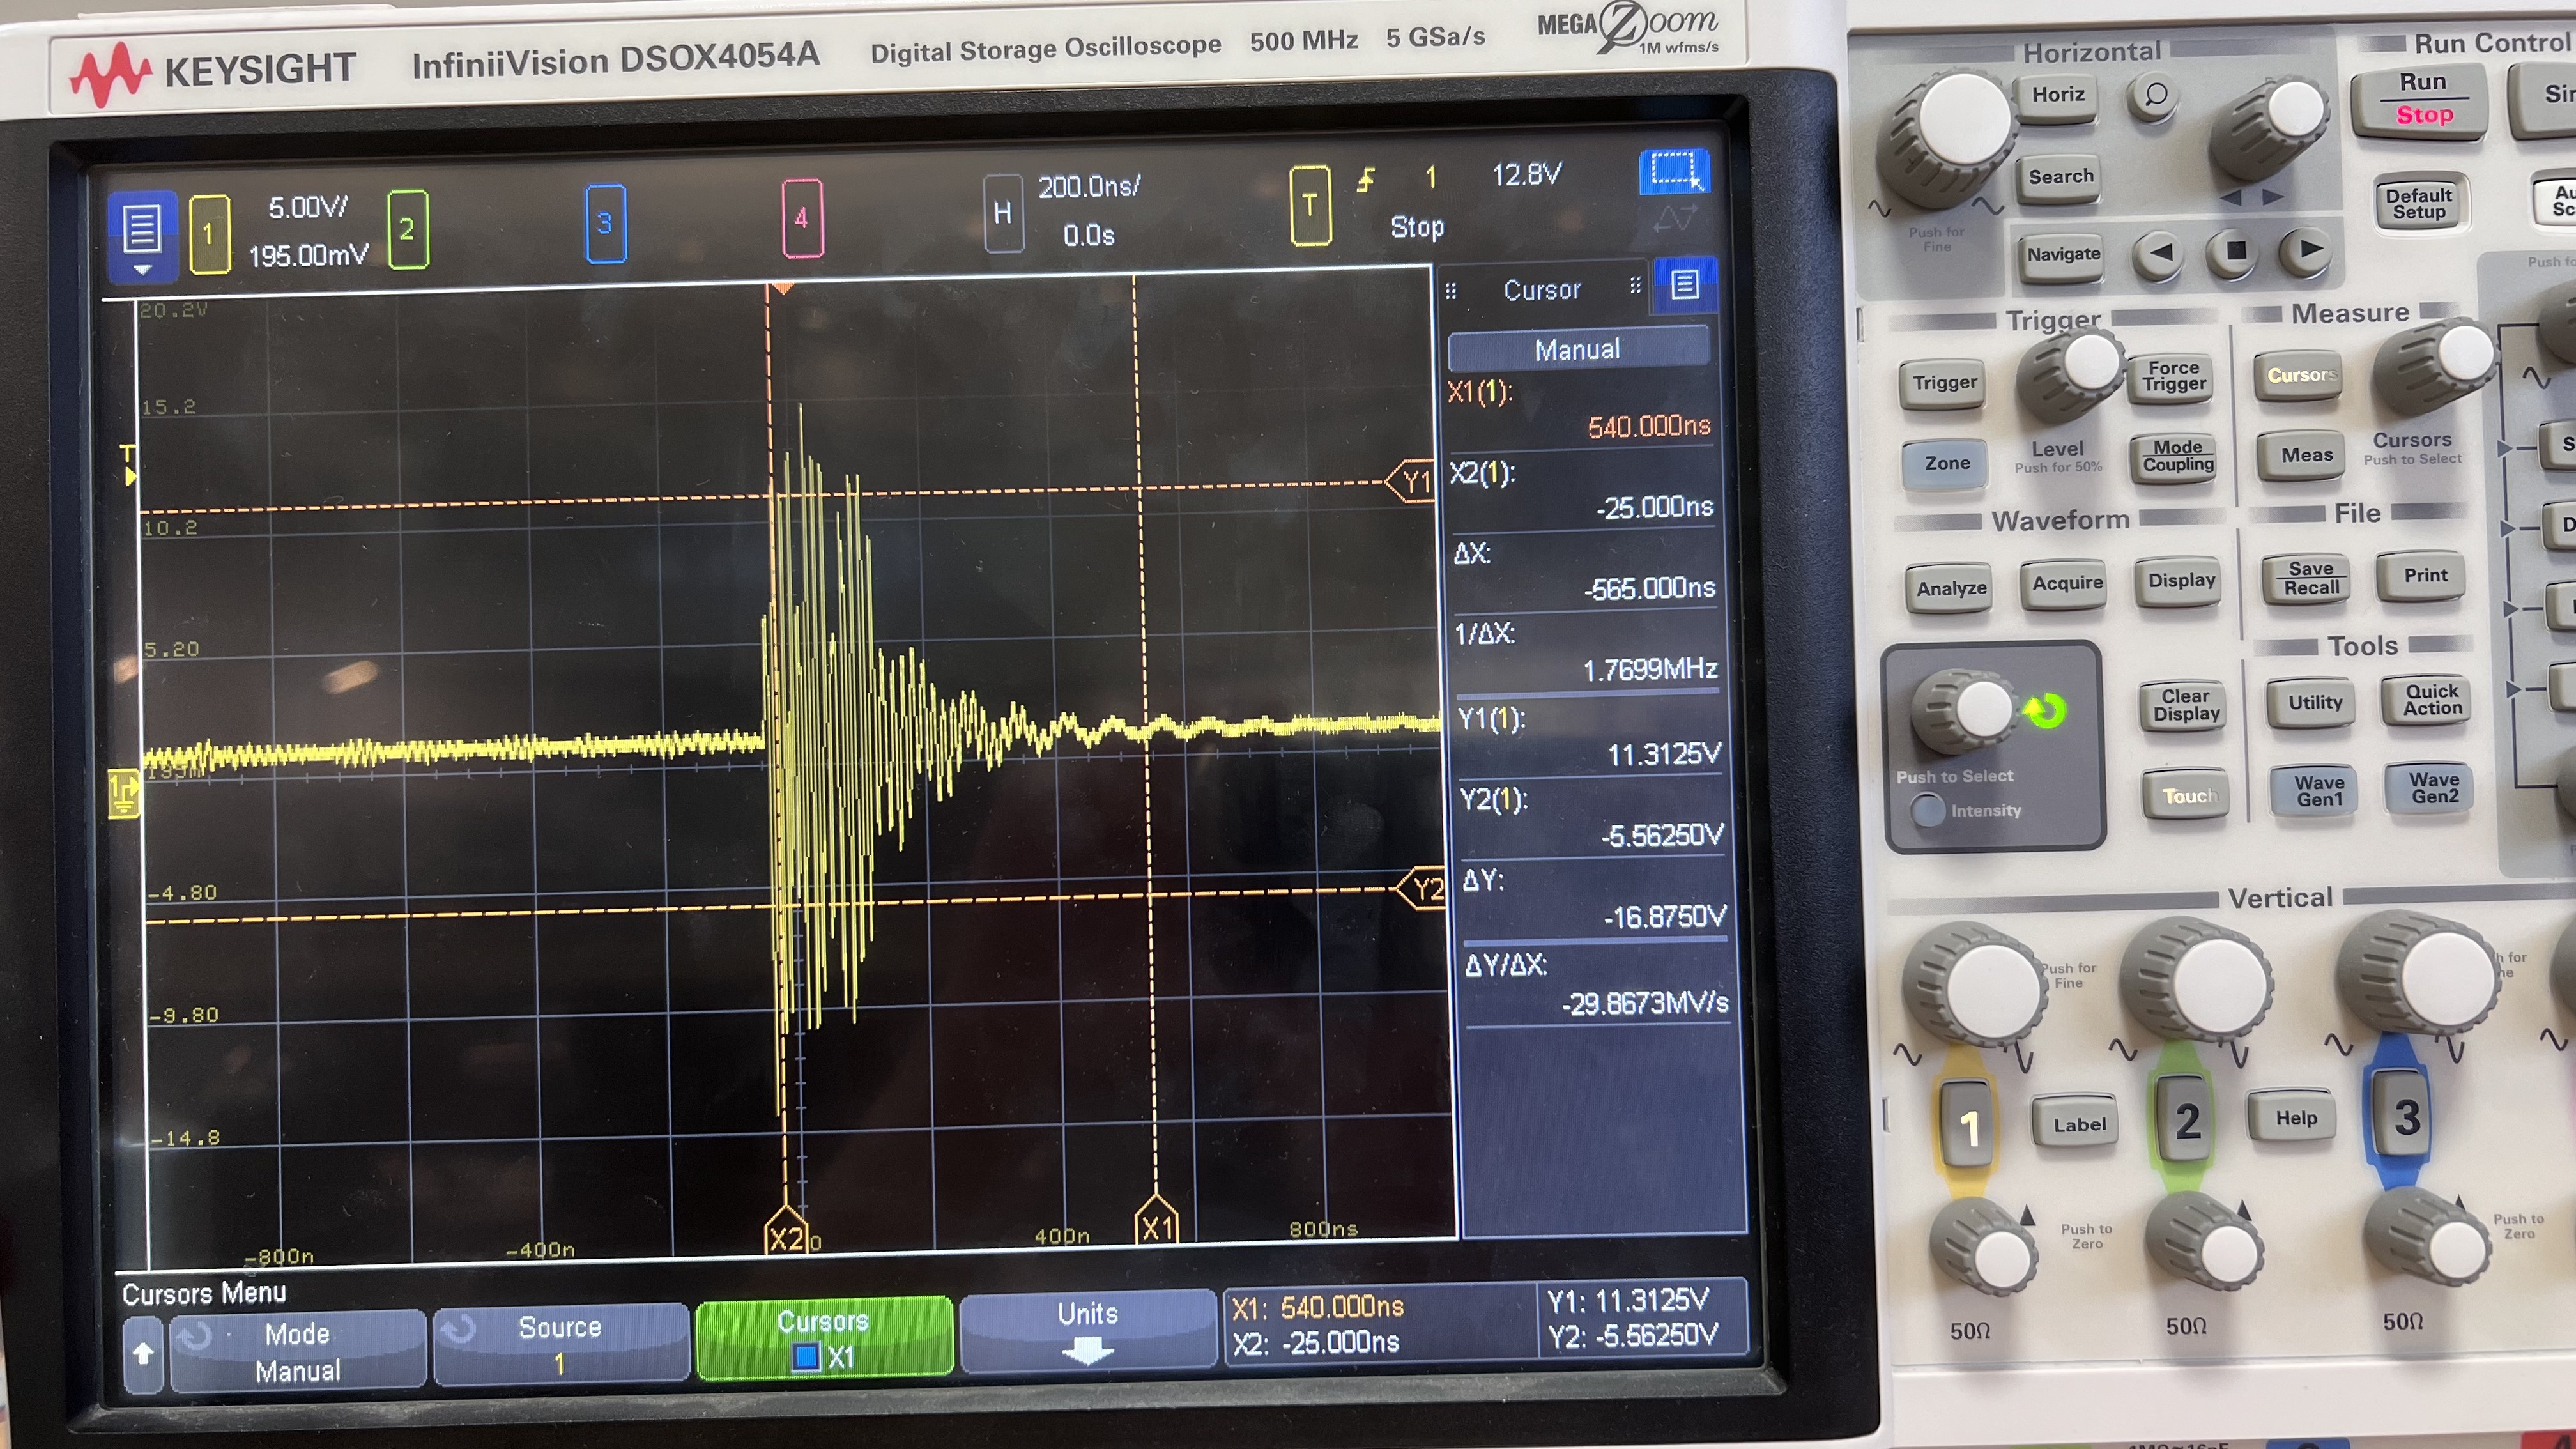 KEYSIGHT InfiniiVision DSOX4054A Digital Storage Oscilloscope 500 MHz 5 GSa/s MEGA Zoom
1M wfms/s
1 5.00V/ 2 3 4 H 200.0ns/ T 1 12.8V
195.00mV 0.0s Stop
20.2V
15.2
T
10.2
5.20
-4.80
-9.80
-14.8
-800n -400n 0 400n 800ns
Y1
Y2
X2
X1
Cursor
Manual
X1(1):
540.000ns
X2(1):
-25.000ns
ΔX:
-565.000ns
1/ΔX:
1.7699MHz
Y1(1):
11.3125V
Y2(1):
-5.56250V
ΔY:
-16.8750V
ΔY/ΔX:
-29.8673MV/s
Cursors Menu
Mode
Manual
Source
1
Cursors
X1
Units
X1: 540.000ns
X2: -25.000ns
Y1: 11.3125V
Y2: -5.56250V
Horizontal
Horiz
Search
Navigate
Push for
Fine
Run Control
Run
Stop
Default
Setup
Trigger
Trigger
Force
Trigger
Zone
Level
Push for 50%
Mode
Coupling
Measure
Cursors
Meas
Cursors
Push to Select
Waveform
Analyze
Acquire
Display
File
Save
Recall
Print
Tools
Clear
Display
Utility
Quick
Action
Touch
Wave
Gen1
Wave
Gen2
Push to Select
Intensity
Vertical
Push for
Fine
1
Label
2
Help
3
Push to
Zero
Push to
Zero
50Ω
50Ω
50Ω